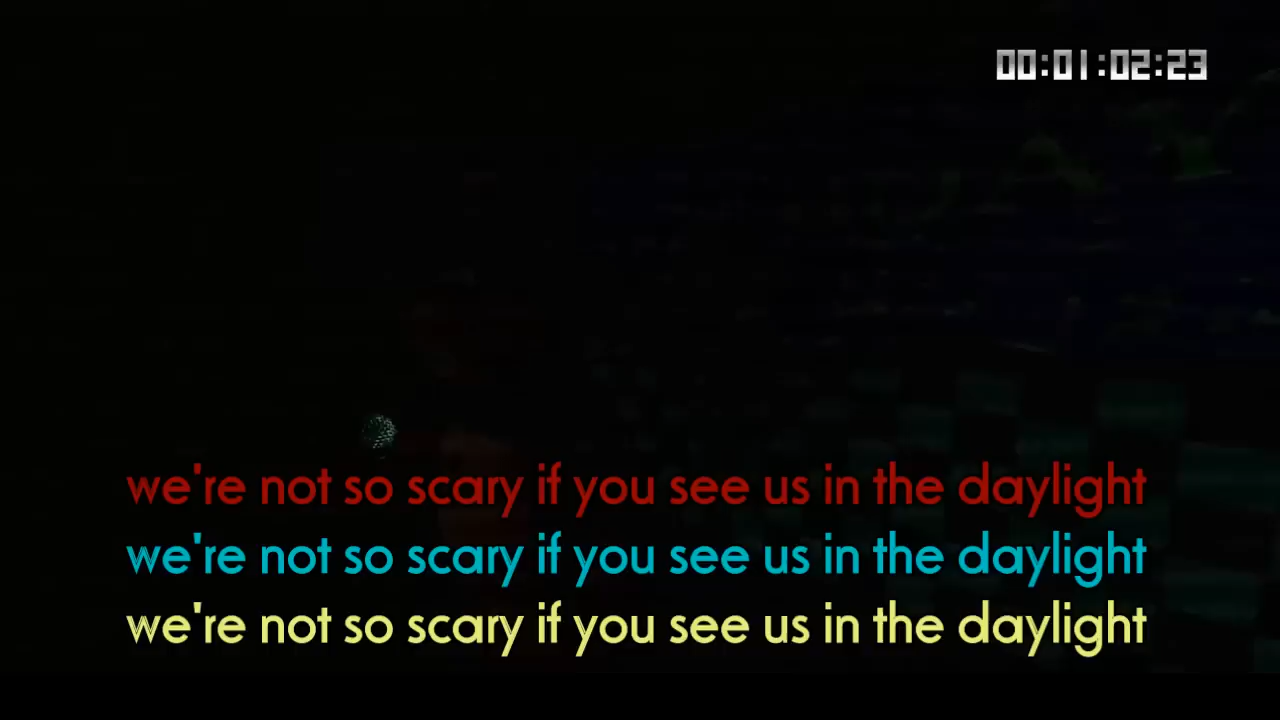 00:01:02:23
we're not so scary if you see us in the daylight
we're not so scary if you see us in the daylight
we're not so scary if you see us in the daylight